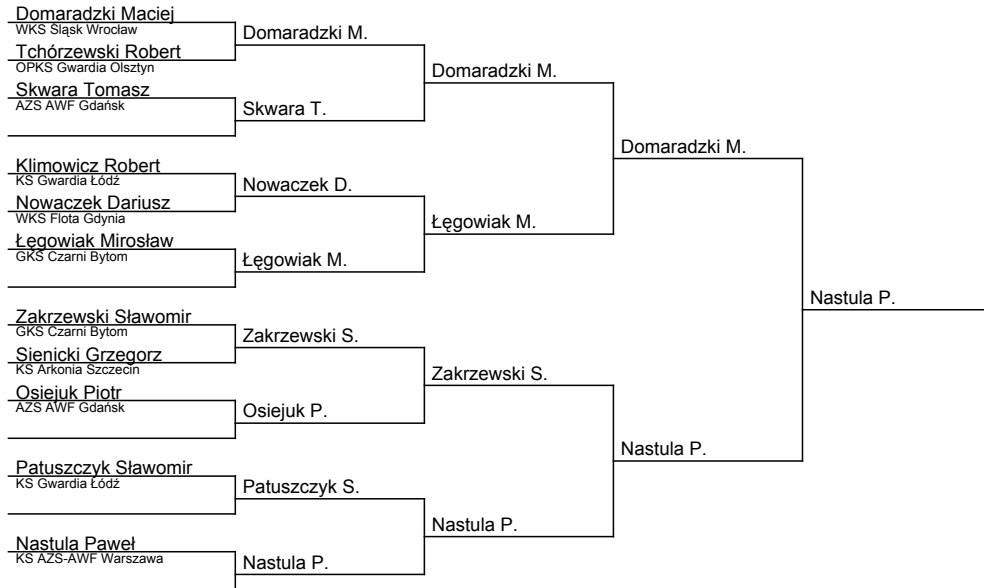 Domaradzki Maciej
WKS Śląsk Wrocław
Domaradzki M.
Tchórzewski Robert
OPKS Gwardia Olsztyn
Domaradzki M.
Skwara Tomasz
AZS AWF Gdańsk
Skwara T.
Domaradzki M.
Klimowicz Robert
KS Gwardia Łódź
Nowaczek D.
Nowaczek Dariusz
WKS Flota Gdynia
Łęgowiak M.
Łęgowiak Mirosław
GKS Czarni Bytom
Łęgowiak M.
Nastula P.
Zakrzewski Sławomir
GKS Czarni Bytom
Zakrzewski S.
Sienicki Grzegorz
KS Arkonia Szczecin
Zakrzewski S.
Osiejuk Piotr
AZS AWF Gdańsk
Osiejuk P.
Nastula P.
Patuszczyk Sławomir
KS Gwardia Łódź
Patuszczyk S.
Nastula P.
Nastula Paweł
KS AZS-AWF Warszawa
Nastula P.